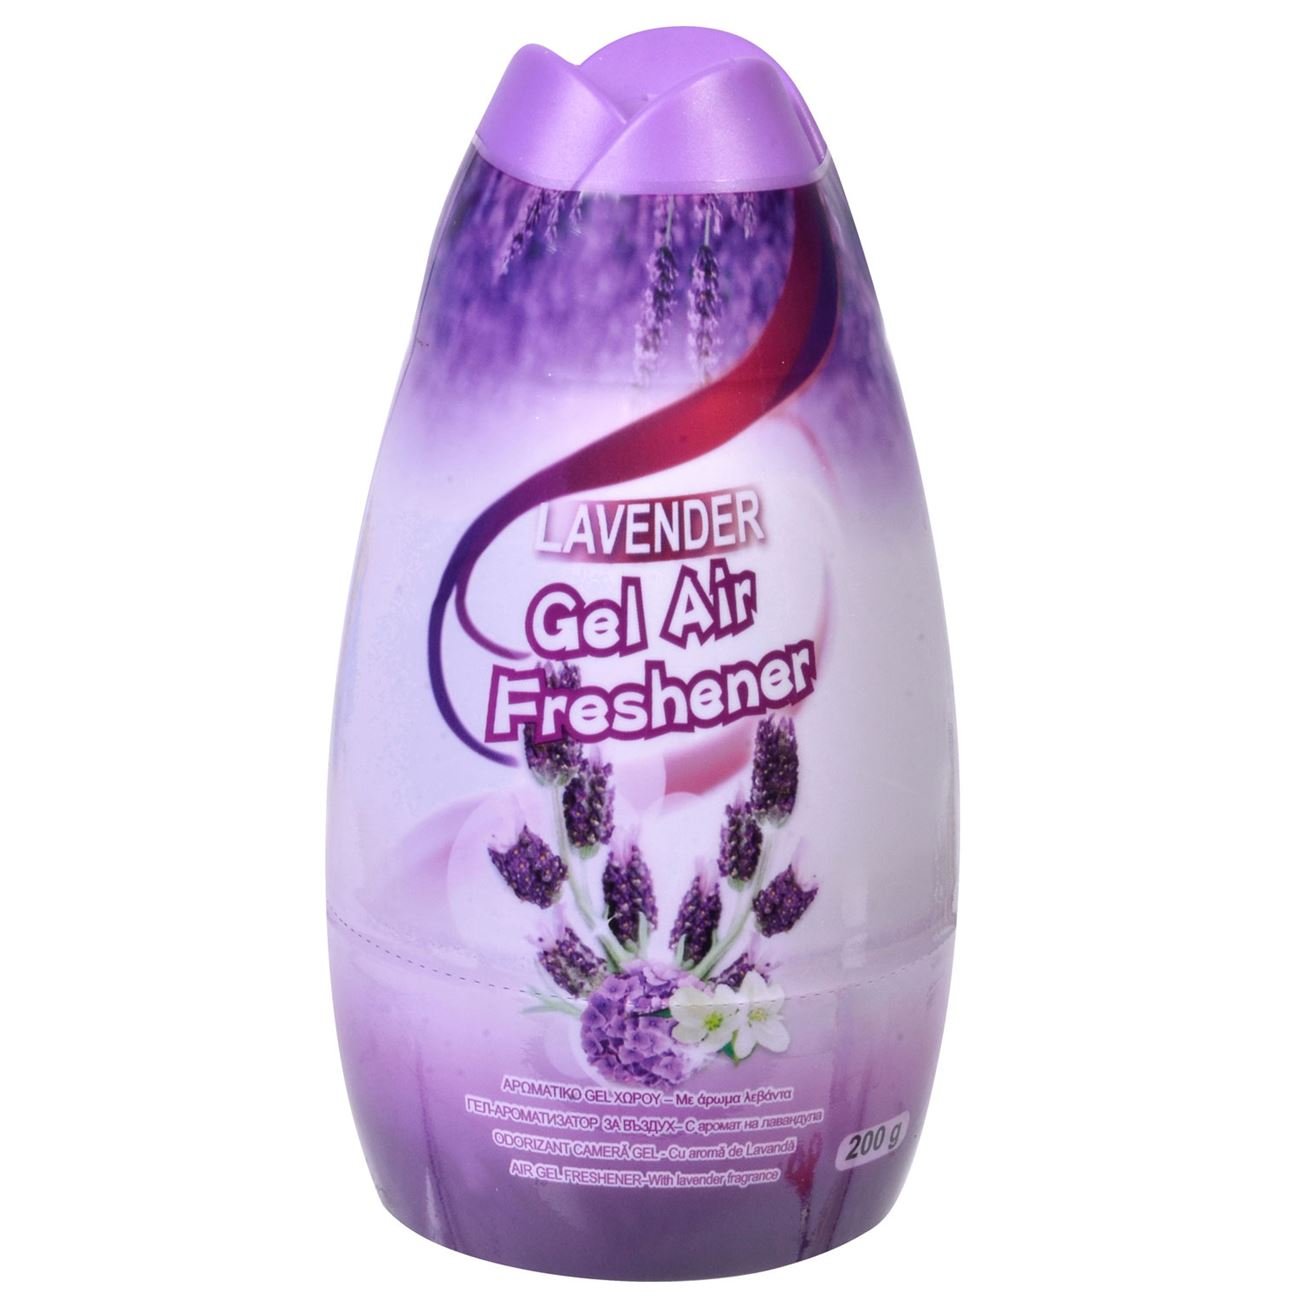 LAVENDER
Gel Air
Freshener
ΑΡΩΜΑΤΙΚΟ GEL ΧΩΡΟΥ – Με άρωμα λεβάντα
ГЕЛ-АРОМАТИЗАТОР ЗА ВЪЗДУХ– С аромат на лавандула
ODORIZANT CAMERĂ GEL - Cu aromă de Lavandă
AIR GEL FRESHENER–With lavender fragrance
200 g